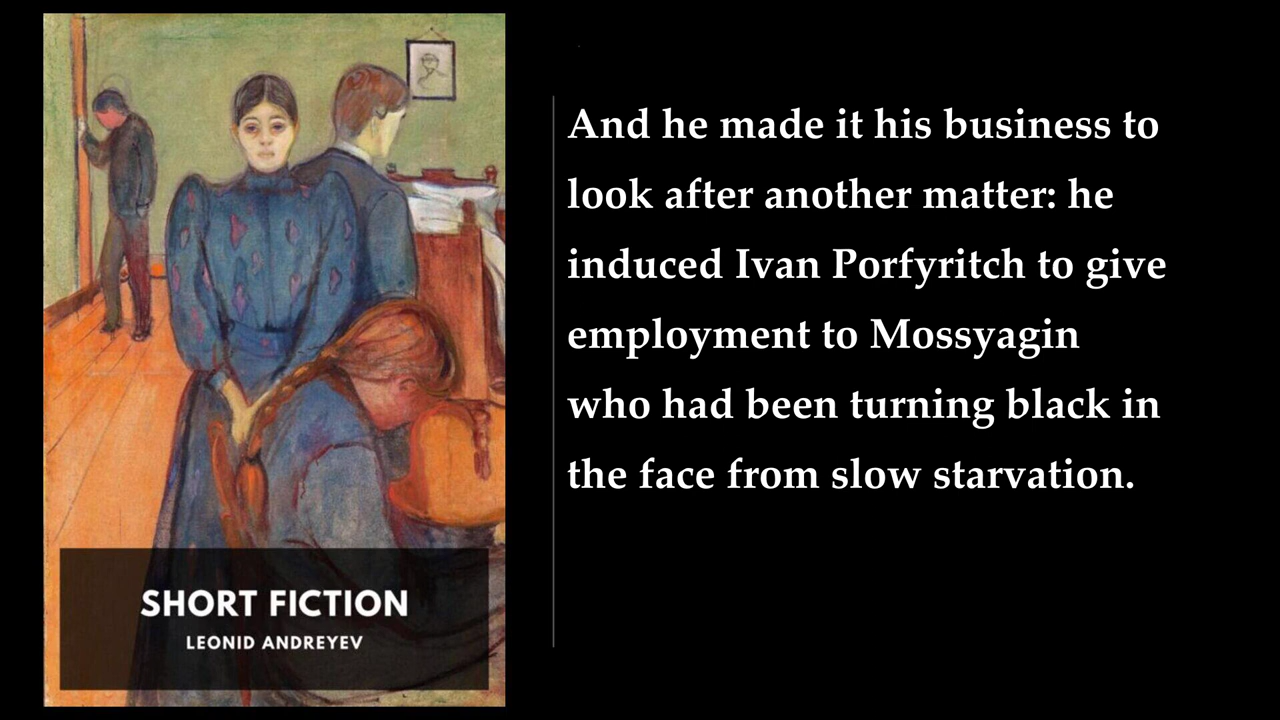 And he made it his business to
look after another matter: he
induced Ivan Porfyritch to give
employment to Mossyagin
who had been turning black in
the face from slow starvation.
SHORT FICTION
LEONID ANDREYEV